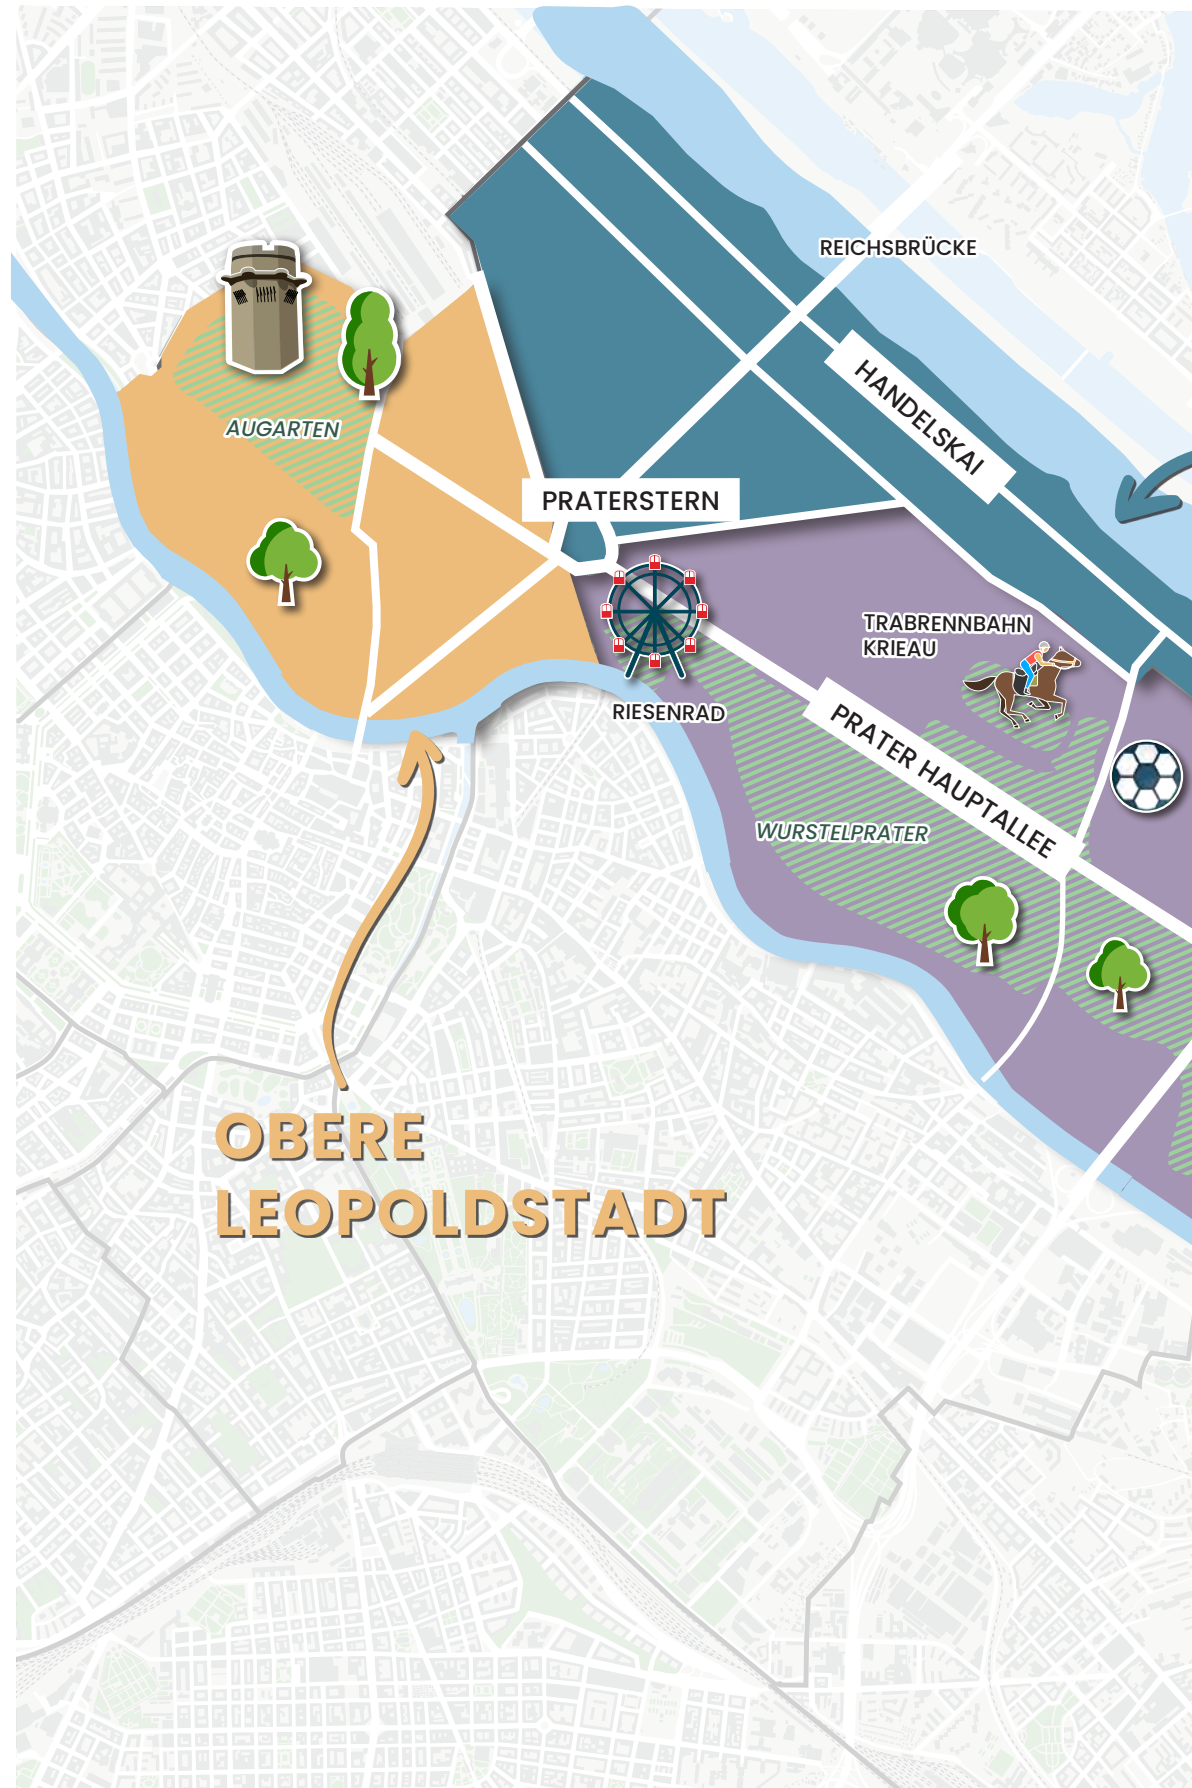 REICHSBRÜCKE
HANDELSKAI
AUGARTEN
PRATERSTERN
TRABRENNBAHN
KRIEAU
RIESENRAD
PRATER HAUPTALLEE
WURSTELPRATER
OBERE
LEOPOLDSTADT